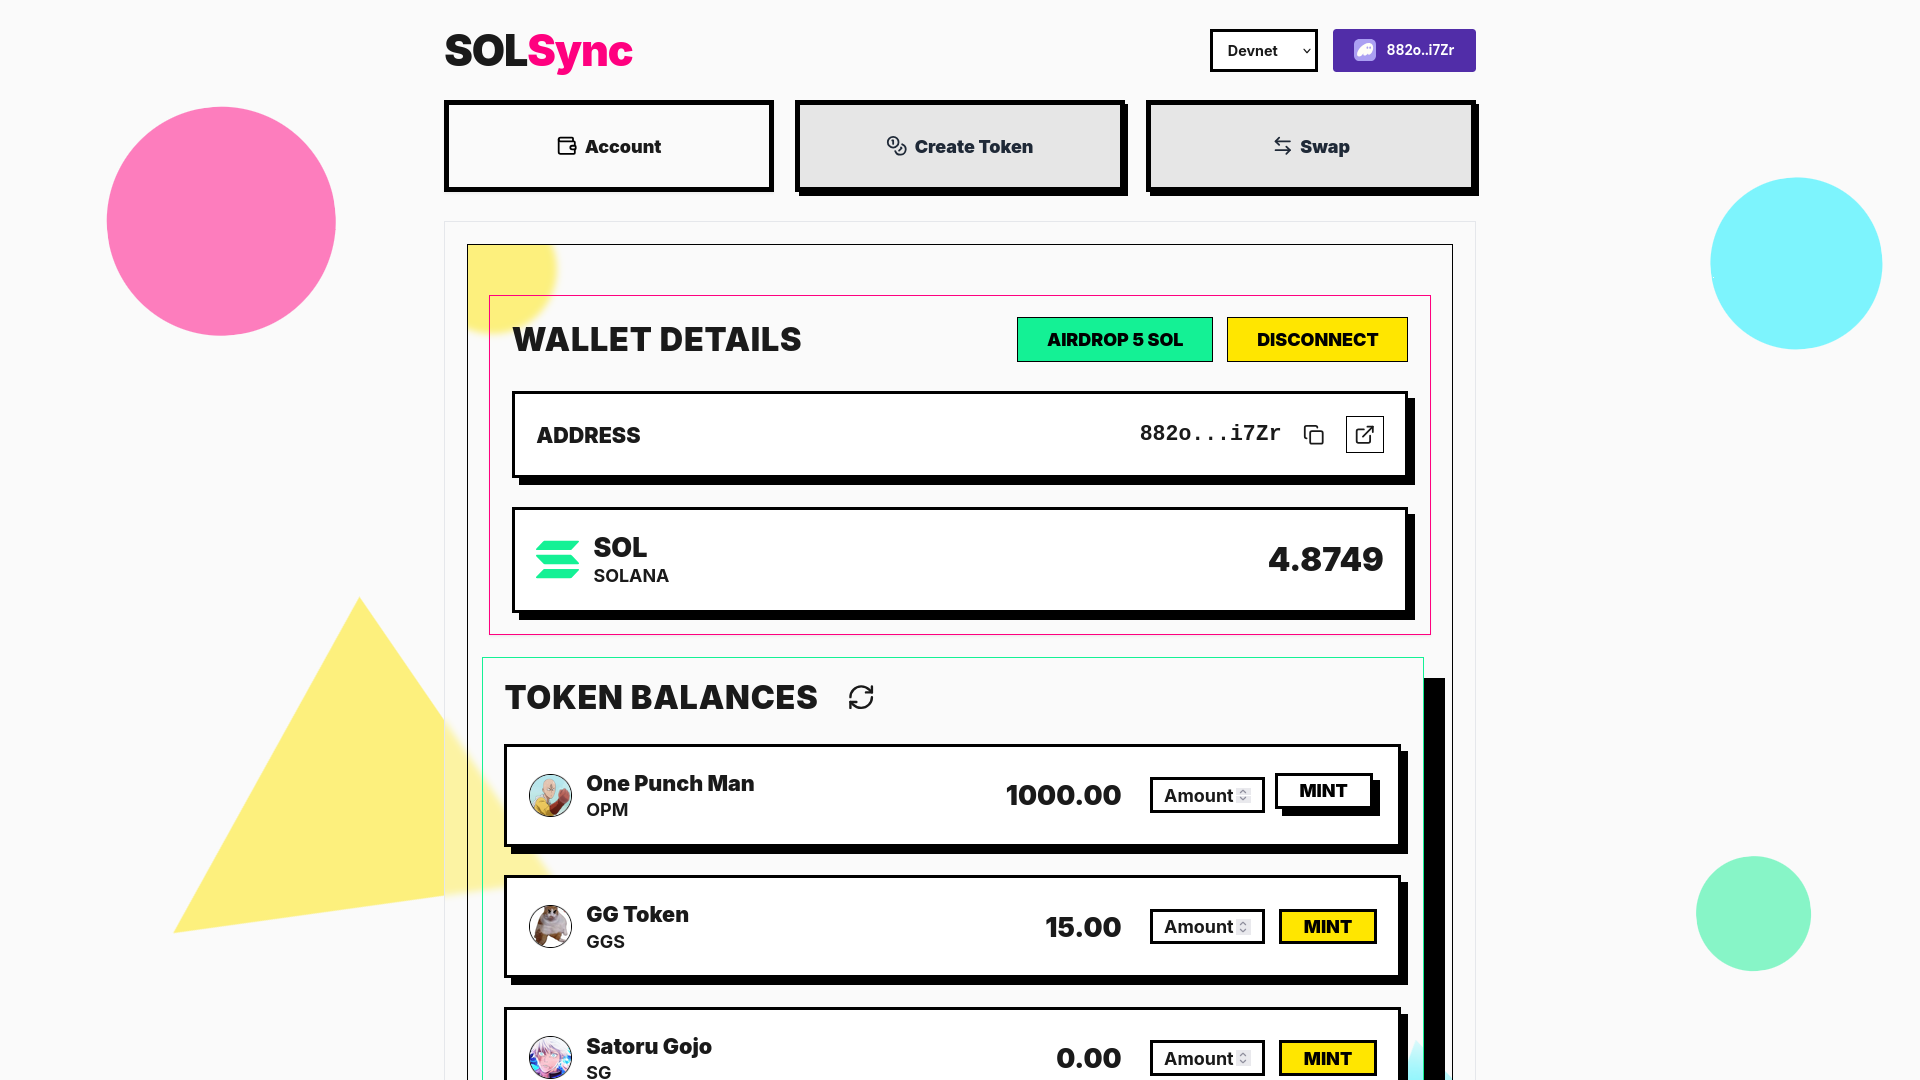 SOLSync
Devnet
882o..i7Zr
Account
Create Token
Swap
WALLET DETAILS
AIRDROP 5 SOL
DISCONNECT
ADDRESS
882o...i7Zr
SOL
SOLANA
4.8749
TOKEN BALANCES
One Punch Man
OPM
1000.00
Amount
MINT
GG Token
GGS
15.00
Amount
MINT
Satoru Gojo
SG
0.00
Amount
MINT